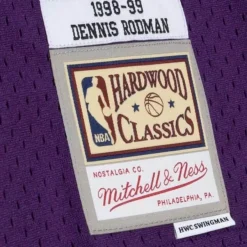 1998-99
DENNIS RODMAN
HARDWOOD
NBA
CLASSICS
NOSTALGIA CO.
Mitchell & Ness
PHILADELPHIA, PA.
HWC SWINGMAN